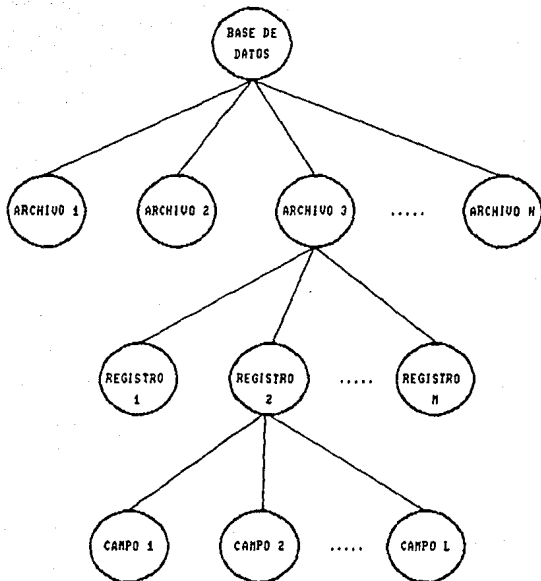 BASE DE
DATOS
ARCHIVO 1
ARCHIVO 2
ARCHIVO 3
.....
ARCHIVO N
REGISTRO
1
REGISTRO
2
.....
REGISTRO
M
CAMPO 1
CAMPO 2
.....
CAMPO L